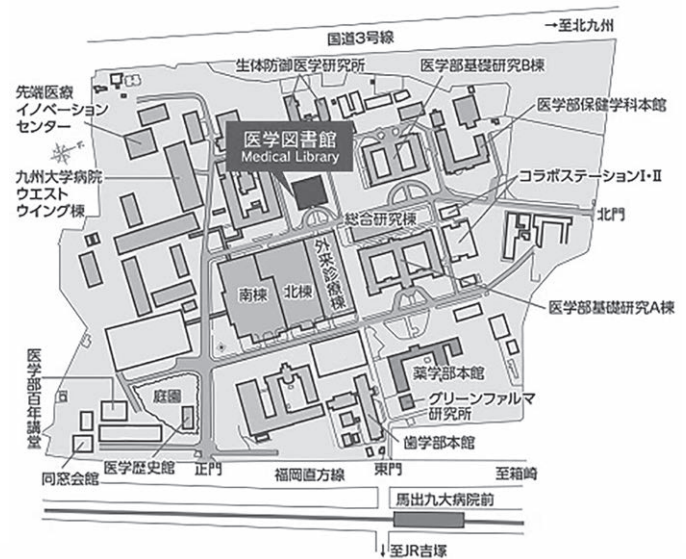 国道3号線
→至北九州
生体防御医学研究所
医学部基礎研究B棟
先端医療
イノベーション
センター
医学部保健学科本館
医学図書館
Medical Library
九州大学病院
ウエスト
ウイング棟
コラボステーションⅠ・Ⅱ
北門
総合研究棟
外来診療棟
南棟
北棟
医学部基礎研究A棟
医学部百年講堂
庭園
薬学部本館
グリーンファルマ
研究所
歯学部本館
同窓会館
医学歴史館
正門
福岡直方線
東門
至箱崎
馬出九大病院前
↓至JR吉塚